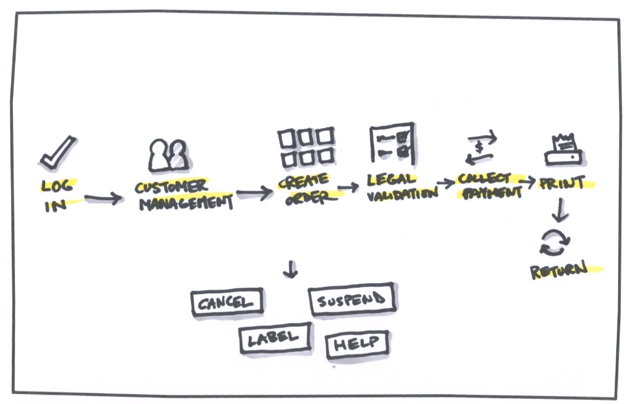 $
LOG
IN
CUSTOMER
MANAGEMENT
CREATE
ORDER
LEGAL
VALIDATION
COLLECT
PAYMENT
PRINT
RETURN
CANCEL
SUSPEND
LABEL
HELP